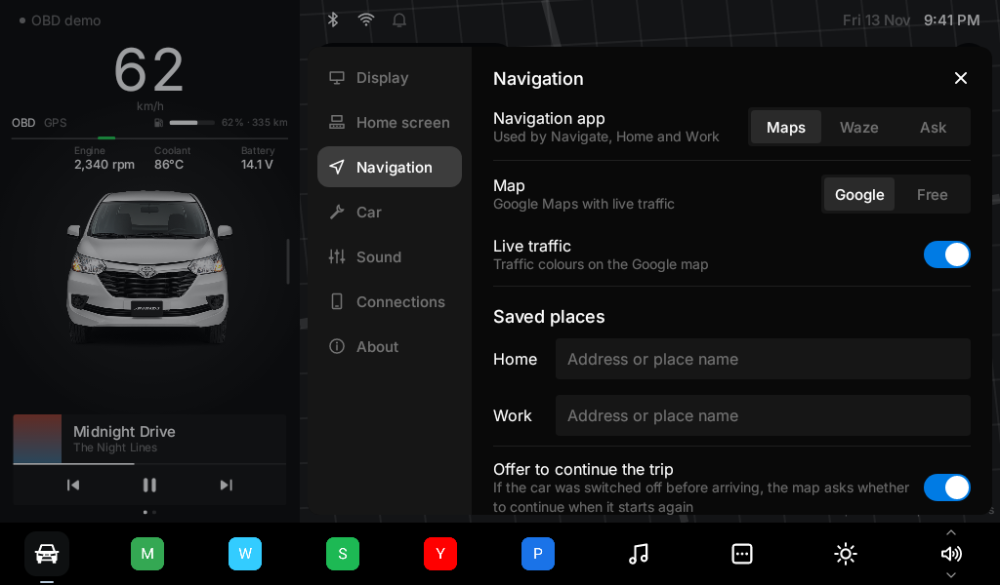 OBD demo
Fri 13 Nov 9:41 PM
62
km/h
OBD GPS
62% · 335 km
Engine
2,340 rpm
Coolant
86°C
Battery
14.1 V
Midnight Drive
The Night Lines
Display
Home screen
Navigation
Car
Sound
Connections
About
Navigation
Navigation app
Used by Navigate, Home and Work
Maps Waze Ask
Map
Google Maps with live traffic
Google Free
Live traffic
Traffic colours on the Google map
Saved places
Home Address or place name
Work Address or place name
Offer to continue the trip
If the car was switched off before arriving, the map asks whether
to continue when it starts again
M W S Y P